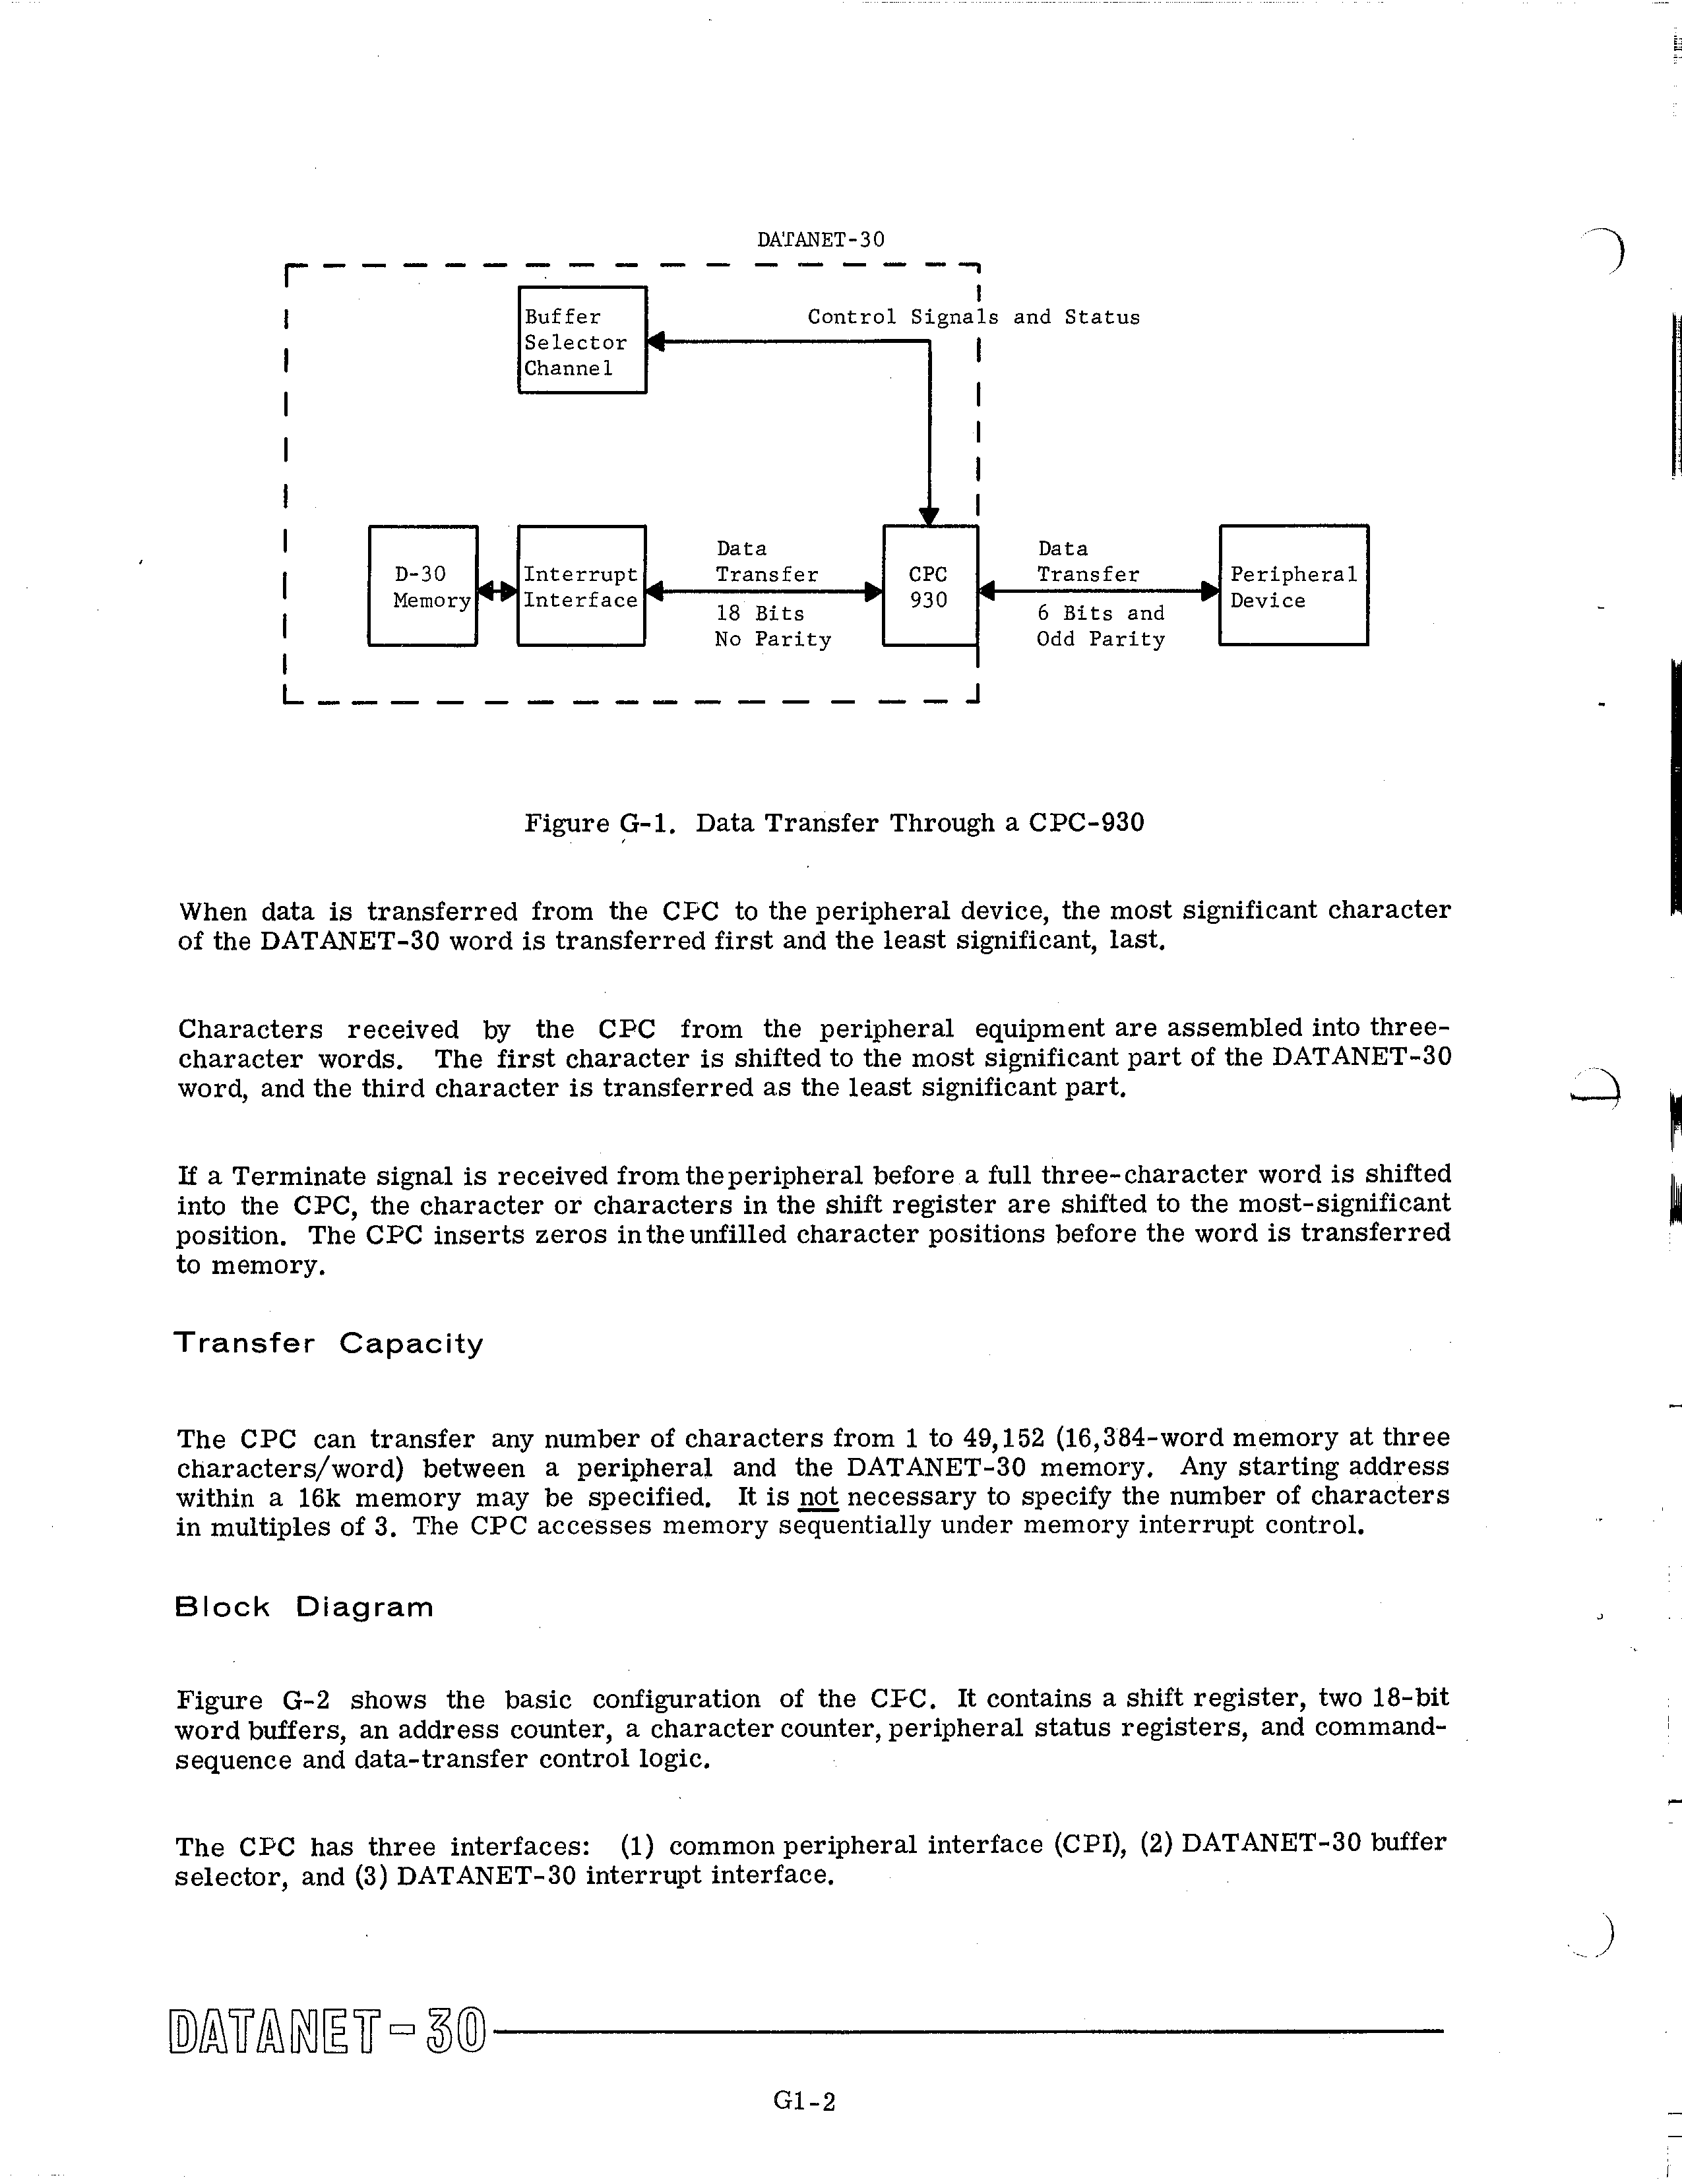 DATANET-30
Buffer
Selector
Channel
Control Signals and Status
D-30
Memory
Interrupt
Interface
Data
Transfer
18 Bits
No Parity
CPC
930
Data
Transfer
6 Bits and
Odd Parity
Peripheral
Device
Figure G-1. Data Transfer Through a CPC-930
When data is transferred from the CPC to the peripheral device, the most significant character
of the DATANET-30 word is transferred first and the least significant, last.
Characters received by the CPC from the peripheral equipment are assembled into three-
character words. The first character is shifted to the most significant part of the DATANET-30
word, and the third character is transferred as the least significant part.
If a Terminate signal is received from the peripheral before a full three-character word is shifted
into the CPC, the character or characters in the shift register are shifted to the most-significant
position. The CPC inserts zeros in the unfilled character positions before the word is transferred
to memory.
Transfer Capacity
The CPC can transfer any number of characters from 1 to 49,152 (16,384-word memory at three
characters/word) between a peripheral and the DATANET-30 memory. Any starting address
within a 16k memory may be specified. It is not necessary to specify the number of characters
in multiples of 3. The CPC accesses memory sequentially under memory interrupt control.
Block Diagram
Figure G-2 shows the basic configuration of the CPC. It contains a shift register, two 18-bit
word buffers, an address counter, a character counter, peripheral status registers, and command-
sequence and data-transfer control logic.
The CPC has three interfaces: (1) common peripheral interface (CPI), (2) DATANET-30 buffer
selector, and (3) DATANET-30 interrupt interface.
DATANET-30
G1-2